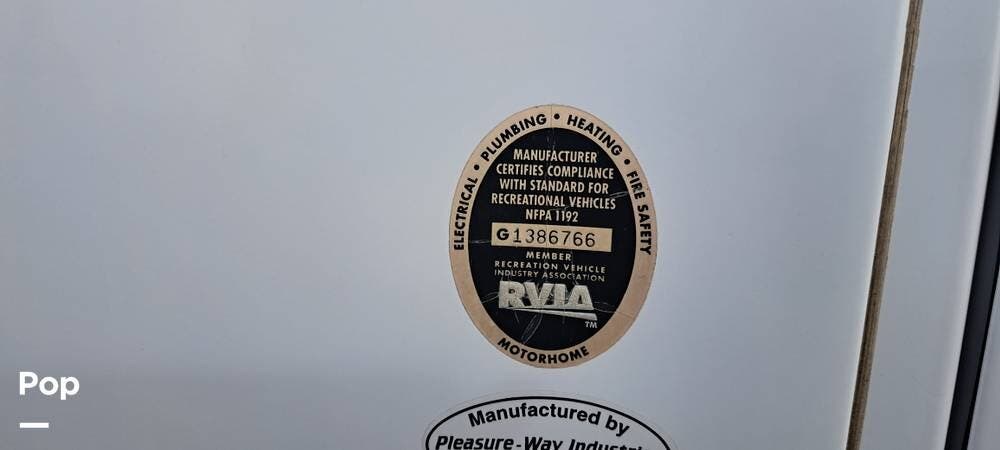 ELECTRICAL • PLUMBING • HEATING • FIRE SAFETY
MANUFACTURER
CERTIFIES COMPLIANCE
WITH STANDARD FOR
RECREATIONAL VEHICLES
NFPA 1192
G1386766
MEMBER
RECREATION VEHICLE
INDUSTRY ASSOCIATION
RVIA
TM
MOTORHOME
Pop
Manufactured by
Pleasure-Way